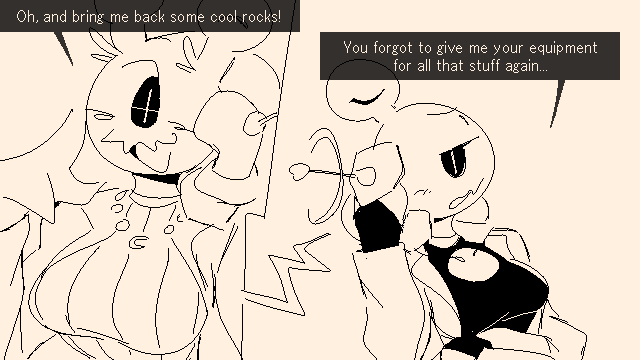 Oh, and bring me back some cool rocks!
You forgot to give me your equipment
for all that stuff again...